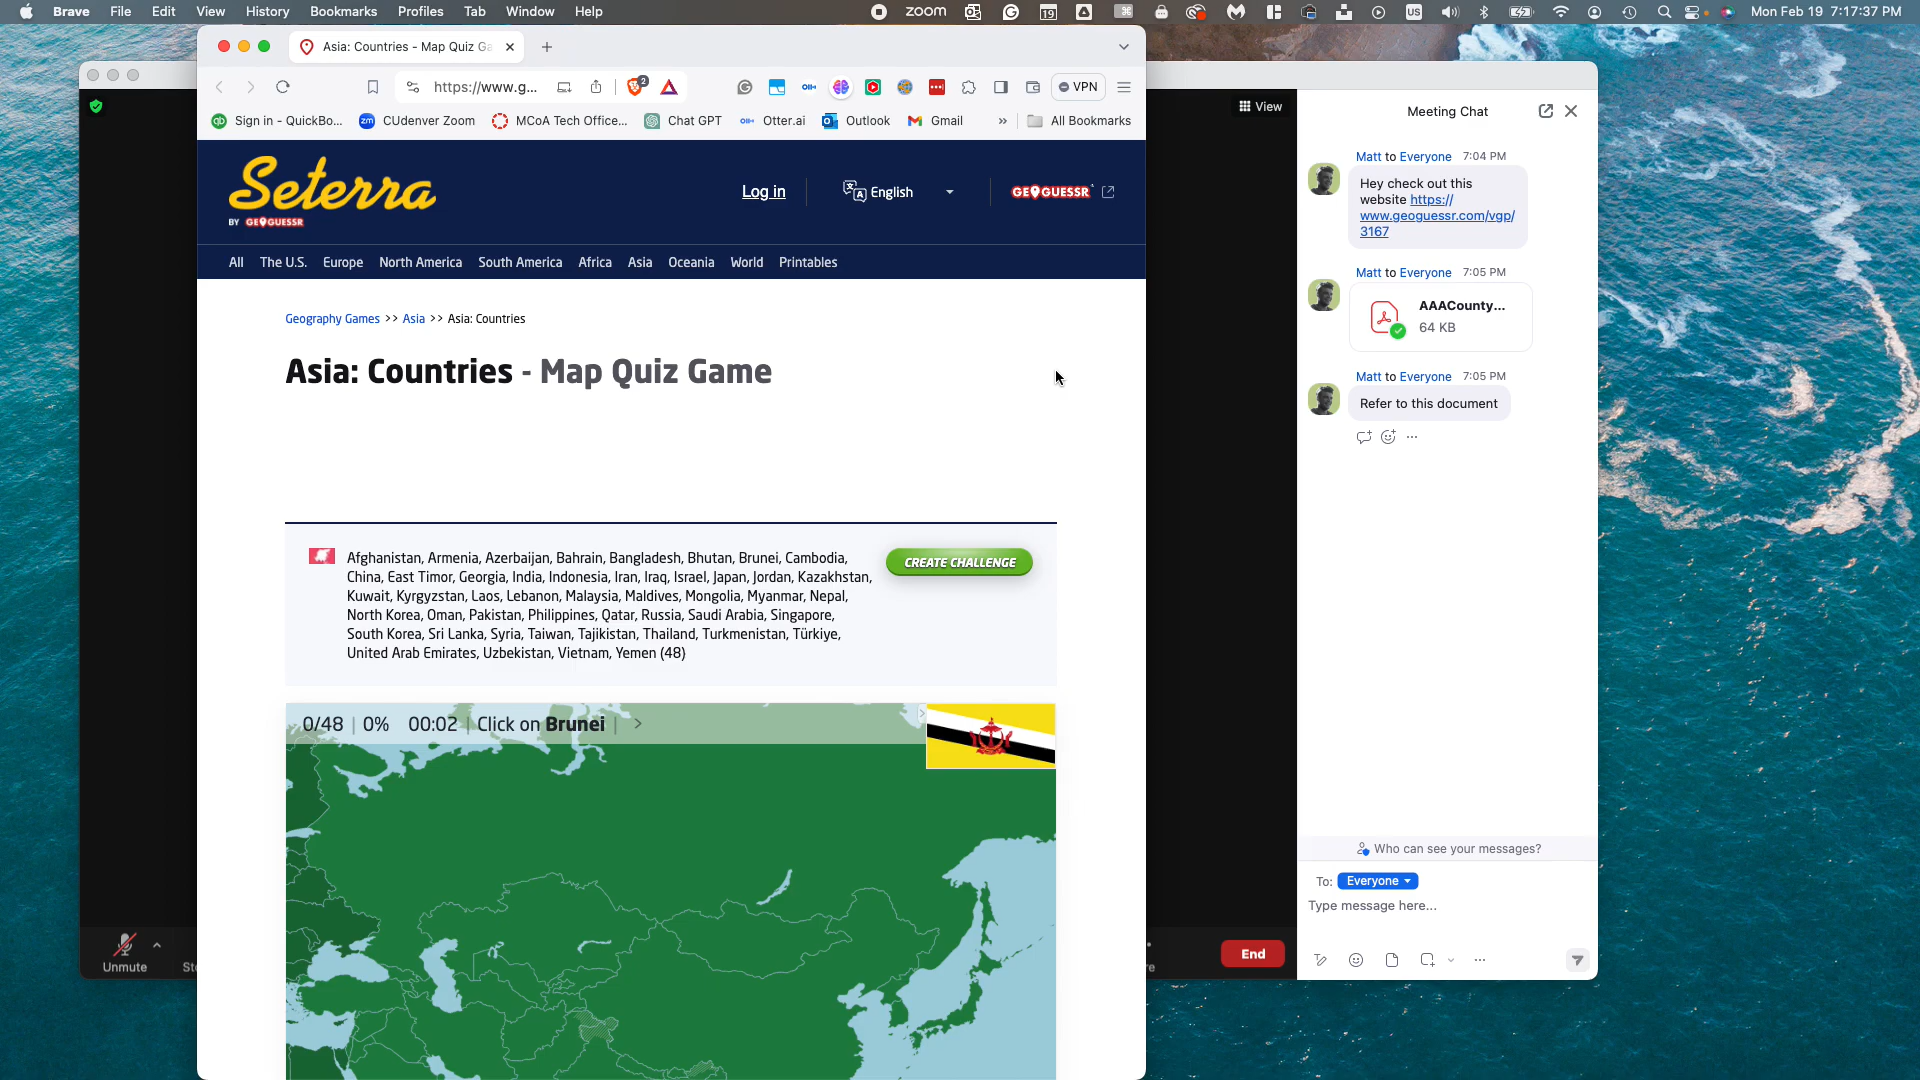 Brave File Edit View History Bookmarks Profiles Tab Window Help
zoom 19 US Mon Feb 19 7:17:37 PM
Asia: Countries - Map Quiz Ga
https://www.g...
2
VPN
Sign in - QuickBo... CUdenver Zoom MCoA Tech Office... Chat GPT Otter.ai Outlook Gmail » All Bookmarks
Seterra
BY GEOGUESSR
Log in English GEOGUESSR
All The U.S. Europe North America South America Africa Asia Oceania World Printables
Geography Games >> Asia >> Asia: Countries
Asia: Countries - Map Quiz Game
Afghanistan, Armenia, Azerbaijan, Bahrain, Bangladesh, Bhutan, Brunei, Cambodia,
China, East Timor, Georgia, India, Indonesia, Iran, Iraq, Israel, Japan, Jordan, Kazakhstan,
Kuwait, Kyrgyzstan, Laos, Lebanon, Malaysia, Maldives, Mongolia, Myanmar, Nepal,
North Korea, Oman, Pakistan, Philippines, Qatar, Russia, Saudi Arabia, Singapore,
South Korea, Sri Lanka, Syria, Taiwan, Tajikistan, Thailand, Turkmenistan, Türkiye,
United Arab Emirates, Uzbekistan, Vietnam, Yemen (48)
CREATE CHALLENGE
0/48 | 0% 00:02 | Click on Brunei | >
Unmute
View
End
Meeting Chat
Matt to Everyone 7:04 PM
Hey check out this
website https://
www.geoguessr.com/vgp/
3167
Matt to Everyone 7:05 PM
AAACounty...
64 KB
Matt to Everyone 7:05 PM
Refer to this document
Who can see your messages?
To: Everyone
Type message here...